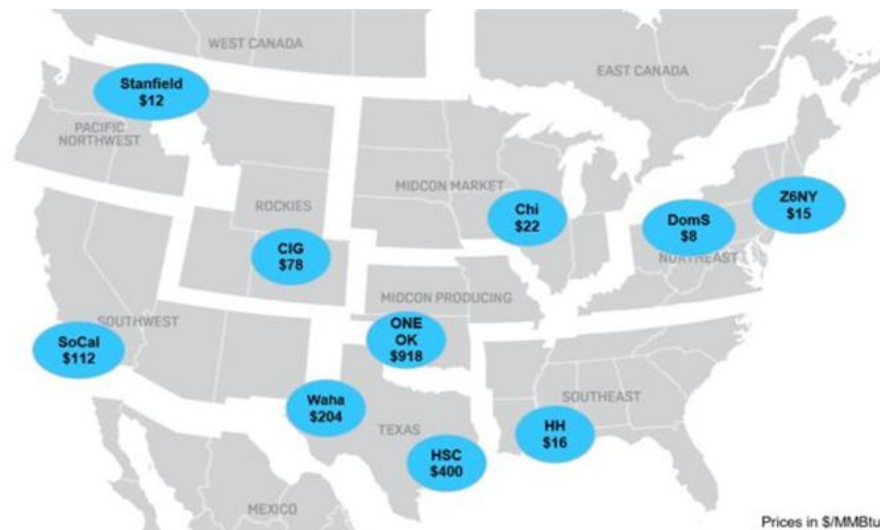 WEST CANADA
EAST CANADA
Stanfield
$12
PACIFIC
NORTHWEST
MIDCON MARKET
ROCKIES
Chi
$22
Z6NY
$15
DomS
$8
NORTHEAST
CIG
$78
MIDCON PRODUCING
SOUTHWEST
SoCal
$112
ONE
OK
$918
Waha
$204
TEXAS
SOUTHEAST
HH
$16
HSC
$400
MEXICO
Prices in $/MMBtu